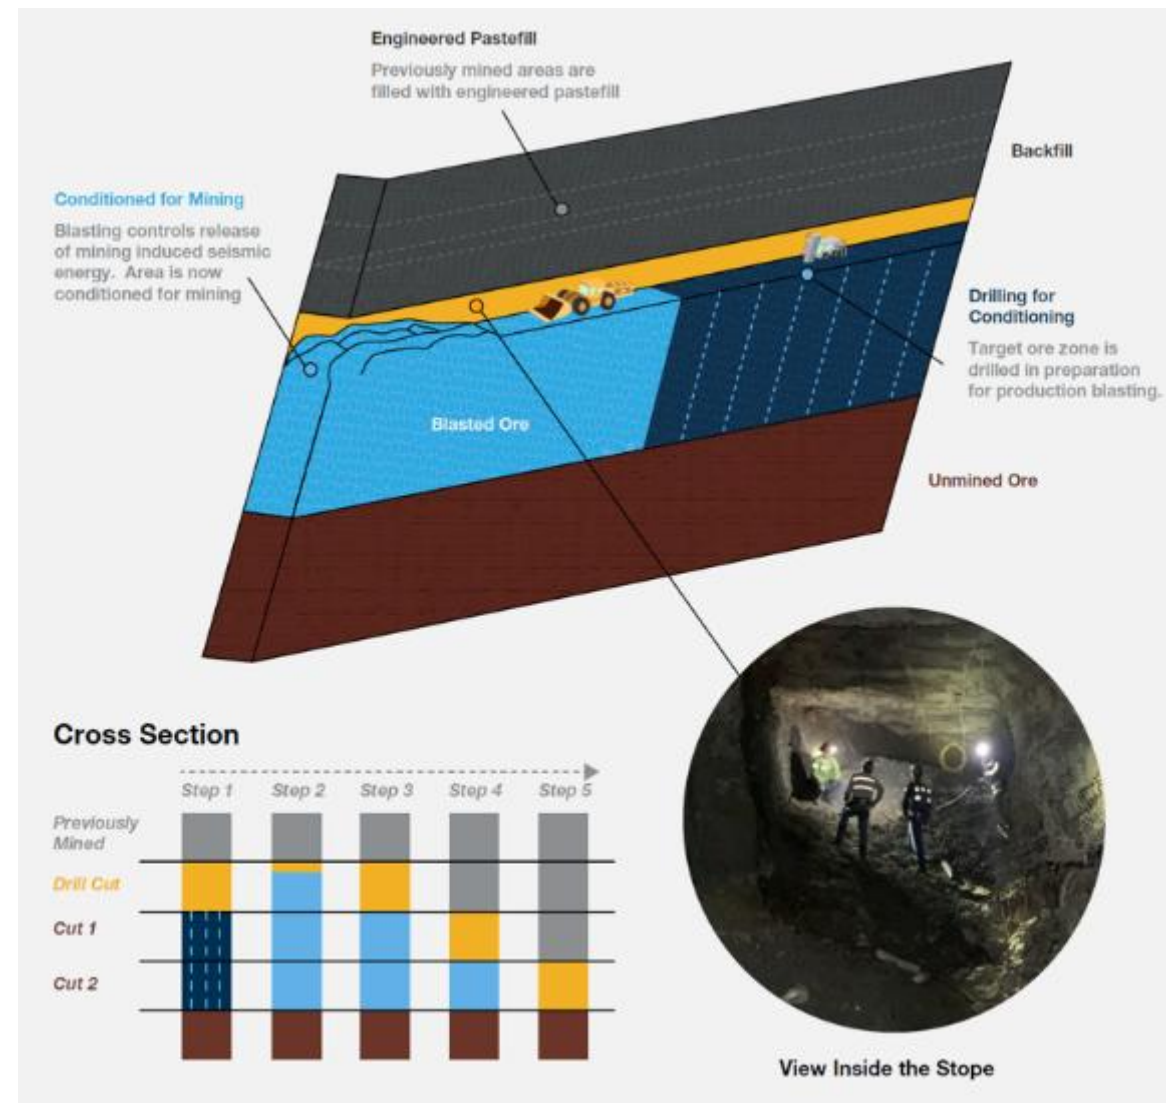 Engineered Pastefill
Previously mined areas are
filled with engineered pastefill
Backfill
Conditioned for Mining
Blasting controls release
of mining induced seismic
energy. Area is now
conditioned for mining
Drilling for
Conditioning
Target ore zone is
drilled in preparation
for production blasting.
Blasted Ore
Unmined Ore
Cross Section
Step 1 Step 2 Step 3 Step 4 Step 5
Previously
Mined
Drill Cut
Cut 1
Cut 2
View Inside the Stope